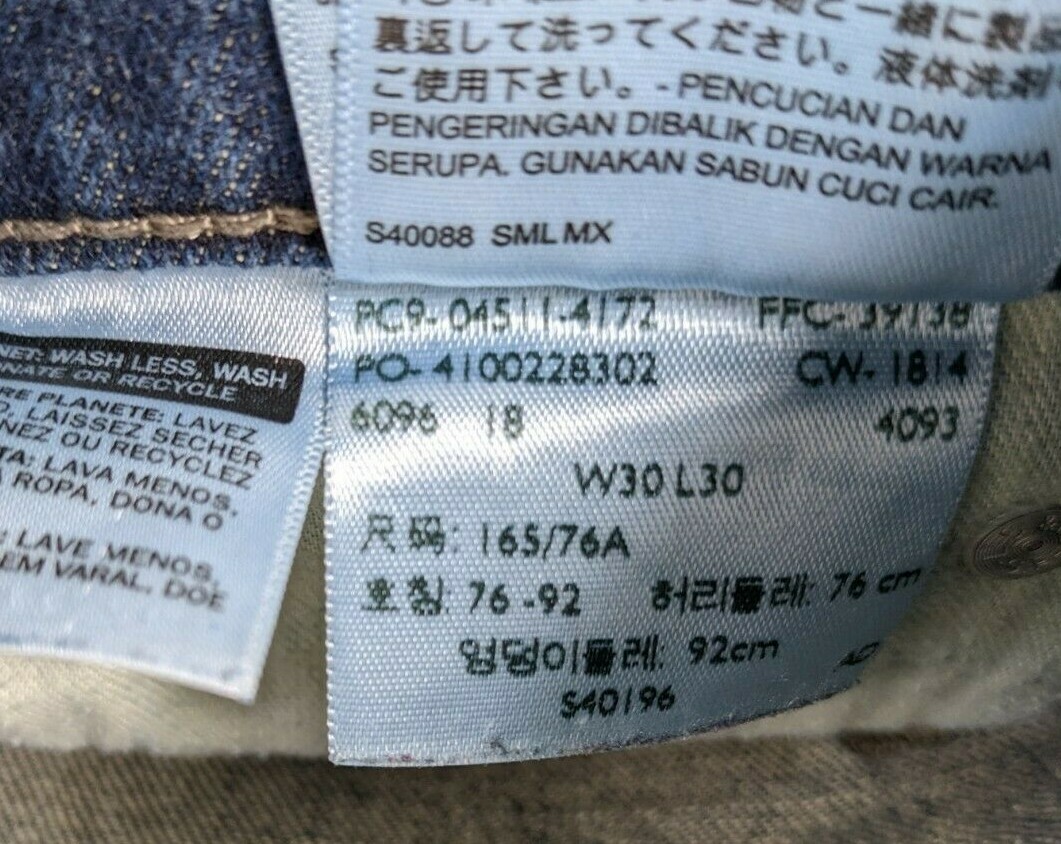 一緒に製品
裏返して洗ってください。液体洗剤
ご使用下さい。- PENCUCIAN DAN
PENGERINGAN DIBALIK DENGAN WARNA
SERUPA. GUNAKAN SABUN CUCI CAIR.
S40088 SML MX
NET: WASH LESS, WASH
NATE OR RECYCLE
RE PLANETE: LAVEZ
D, LAISSEZ SECHER
NEZ OU RECYCLEZ
TA: LAVA MENOS,
ROPA, DONA O
: LAVE MENOS,
EM VARAL, DOE
PC9- 04511-4172 FFC- 39138
PO- 4100228302 CW- 1814
6096 18 4093
W30 L30
尺码: 165/76A
호칭: 76 -92 허리둘레: 76 cm
엉덩이둘레: 92cm
S40196